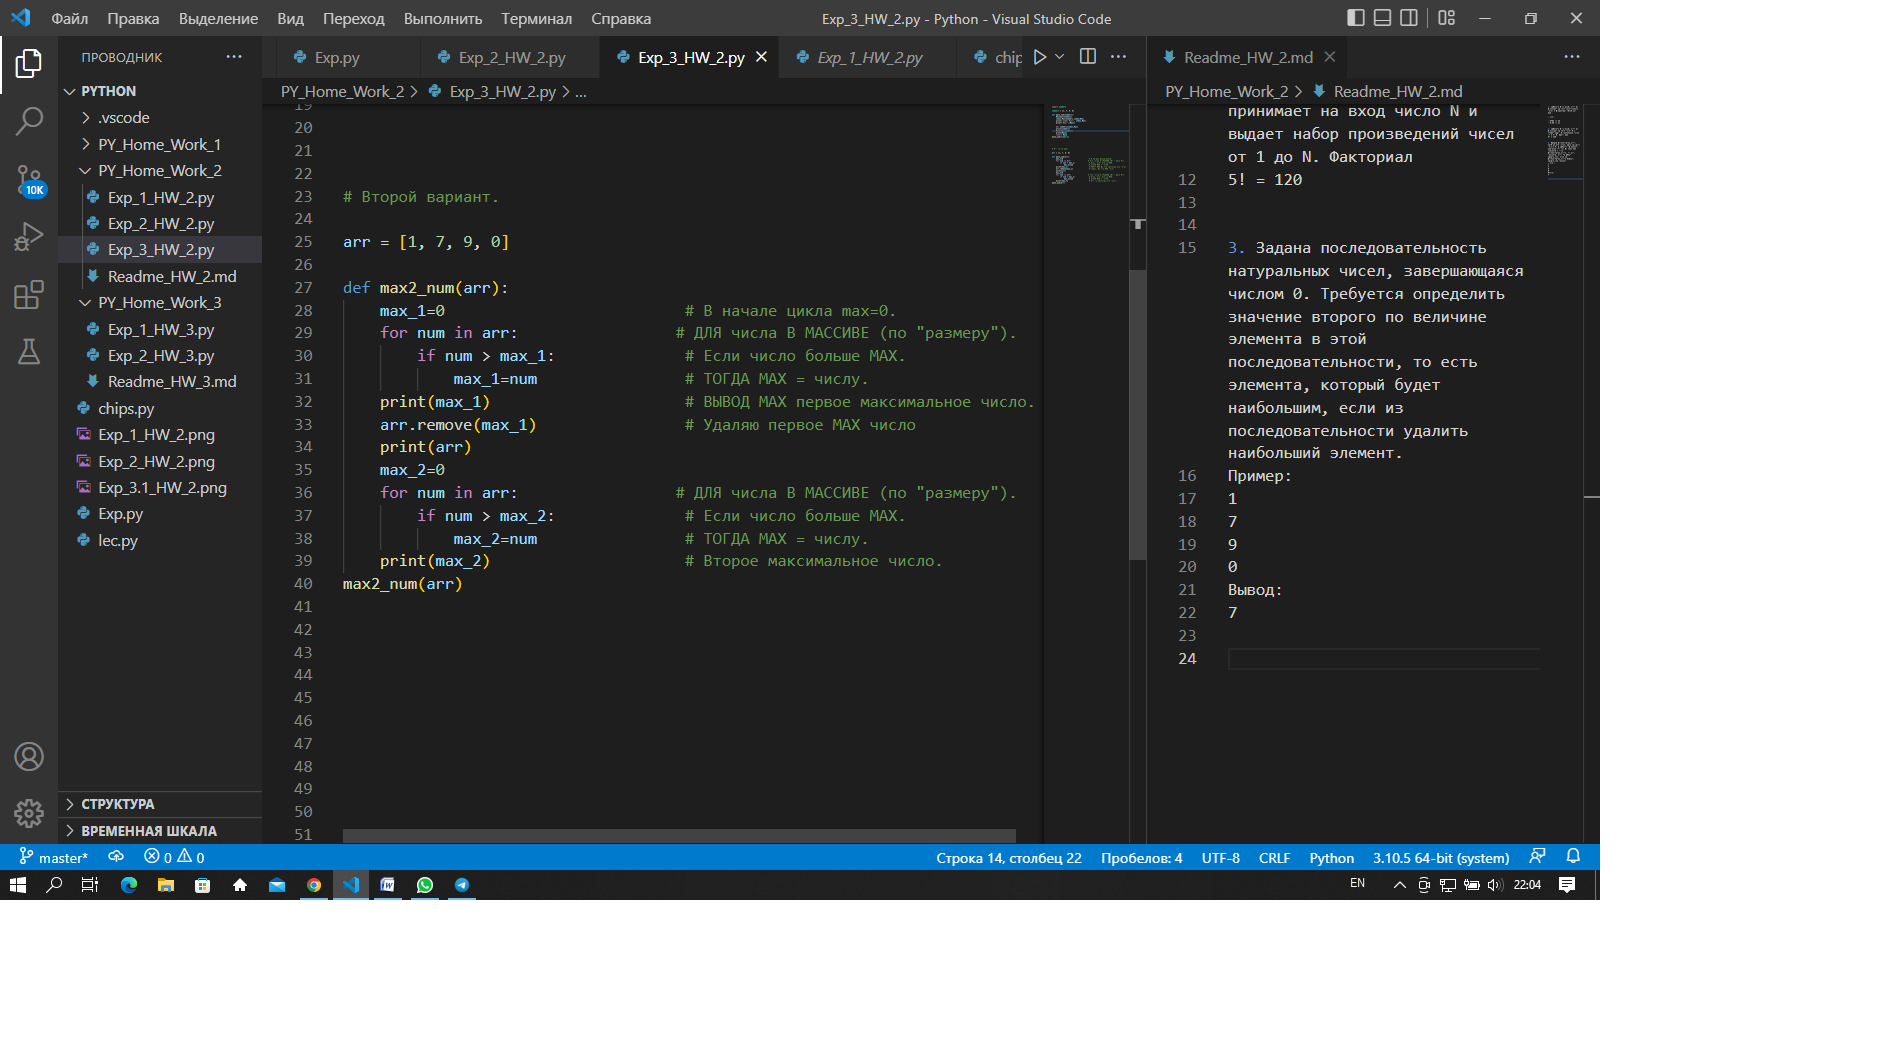 Файл Правка Выделение Вид Переход Выполнить Терминал Справка Exp_3_HW_2.py - Python - Visual Studio Code
ПРОВОДНИК
PYTHON
.vscode
PY_Home_Work_1
PY_Home_Work_2
Exp_1_HW_2.py
Exp_2_HW_2.py
Exp_3_HW_2.py
Readme_HW_2.md
PY_Home_Work_3
Exp_1_HW_3.py
Exp_2_HW_3.py
Readme_HW_3.md
chips.py
Exp_1_HW_2.png
Exp_2_HW_2.png
Exp_3.1_HW_2.png
Exp.py
lec.py
СТРУКТУРА
ВРЕМЕННАЯ ШКАЛА
10K
Exp.py Exp_2_HW_2.py Exp_3_HW_2.py Exp_1_HW_2.py chip
PY_Home_Work_2 > Exp_3_HW_2.py > ...
19
20
21
22
23 # Второй вариант.
24
25 arr = [1, 7, 9, 0]
26
27 def max2_num(arr):
28 max_1=0 # В начале цикла max=0.
29 for num in arr: # ДЛЯ числа В МАССИВЕ (по "размеру").
30 if num > max_1: # Если число больше MAX.
31 max_1=num # ТОГДА MAX = числу.
32 print(max_1) # ВЫВОД MAX первое максимальное число.
33 arr.remove(max_1) # Удаляю первое MAX число
34 print(arr)
35 max_2=0
36 for num in arr: # ДЛЯ числа В МАССИВЕ (по "размеру").
37 if num > max_2: # Если число больше MAX.
38 max_2=num # ТОГДА MAX = числу.
39 print(max_2) # Второе максимальное число.
40 max2_num(arr)
41
42
43
44
45
46
47
48
49
50
51
Readme_HW_2.md
PY_Home_Work_2 > Readme_HW_2.md
принимает на вход число N и
выдает набор произведений чисел
от 1 до N. Факториал
12 5! = 120
13
14
15 3. Задана последовательность
натуральных чисел, завершающаяся
числом 0. Требуется определить
значение второго по величине
элемента в этой
последовательности, то есть
элемента, который будет
наибольшим, если из
последовательности удалить
наибольший элемент.
16 Пример:
17 1
18 7
19 9
20 0
21 Вывод:
22 7
23
24
master* 0 0 Строка 14, столбец 22 Пробелов: 4 UTF-8 CRLF Python 3.10.5 64-bit (system)
EN 22:04